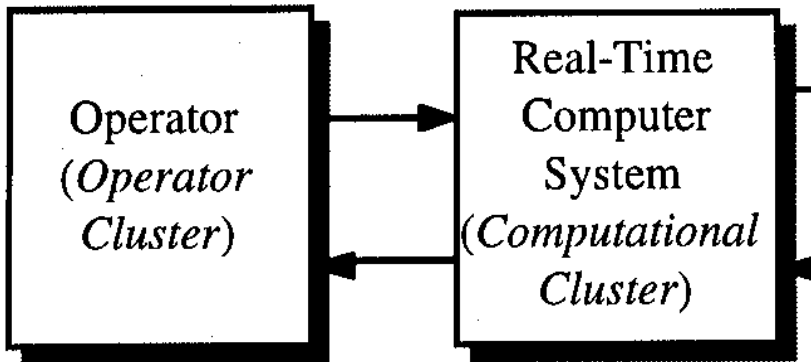 Operator
(Operator
Cluster)
Real-Time
Computer
System
(Computational
Cluster)